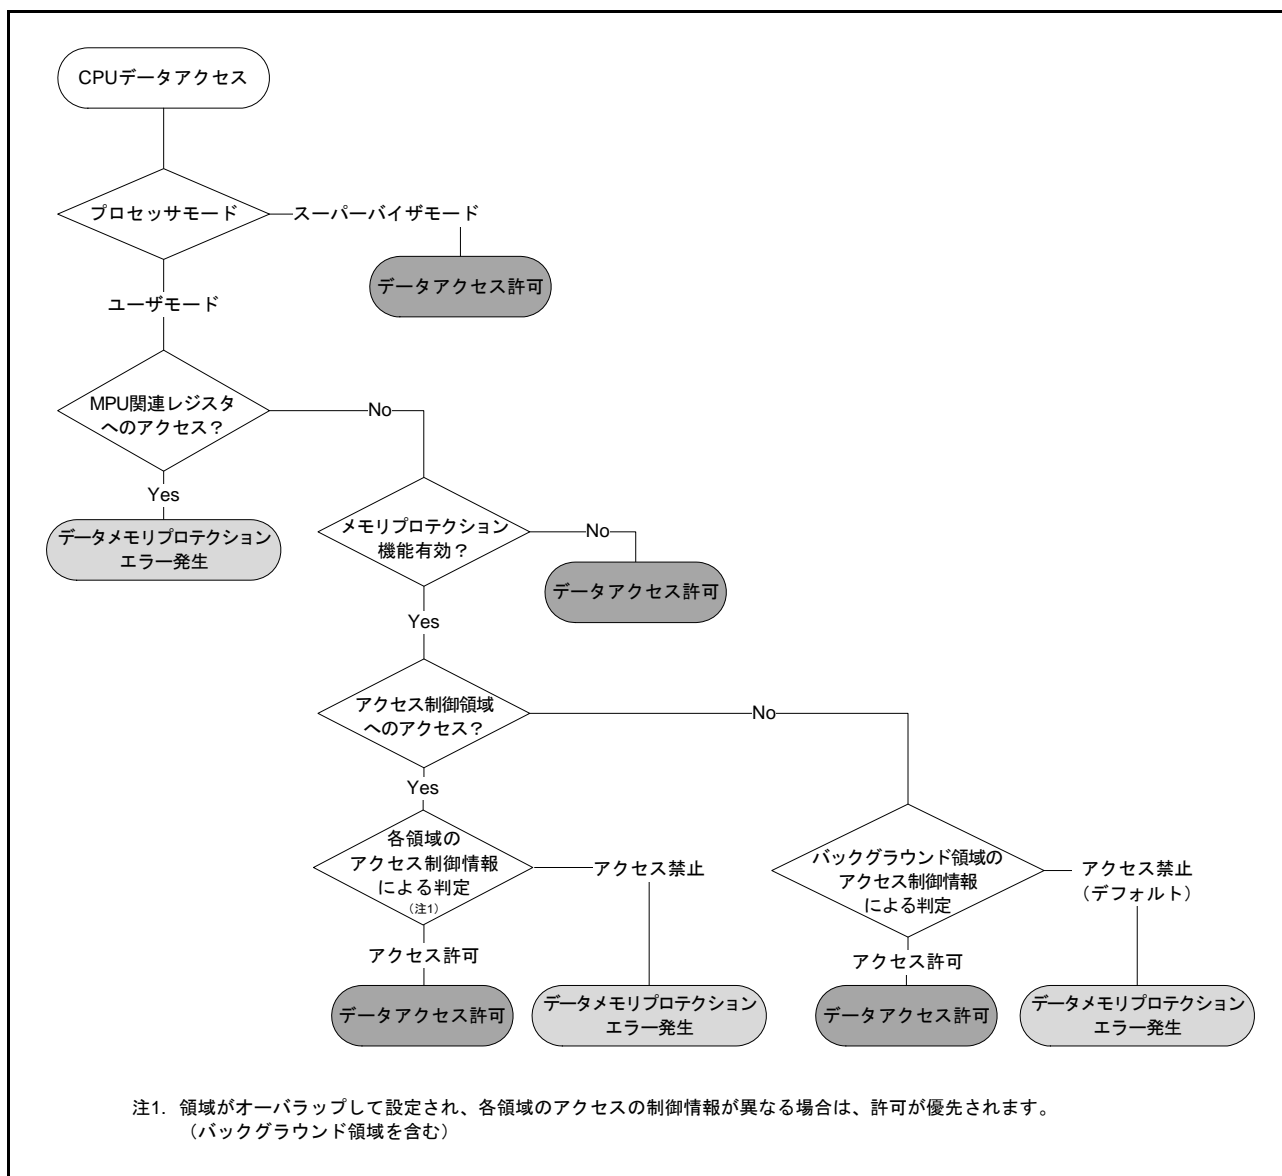 CPUデータアクセス
プロセッサモード
スーパーバイザモード
データアクセス許可
ユーザモード
MPU関連レジスタ
へのアクセス？
No
Yes
データメモリプロテクション
エラー発生
メモリプロテクション
機能有効？
No
データアクセス許可
Yes
アクセス制御領域
へのアクセス？
No
Yes
各領域の
アクセス制御情報
による判定
（注1）
アクセス禁止
バックグラウンド領域の
アクセス制御情報
による判定
アクセス禁止
（デフォルト）
アクセス許可
アクセス許可
データアクセス許可
データメモリプロテクション
エラー発生
データアクセス許可
データメモリプロテクション
エラー発生
注1. 領域がオーバラップして設定され、各領域のアクセスの制御情報が異なる場合は、許可が優先されます。
（バックグラウンド領域を含む）